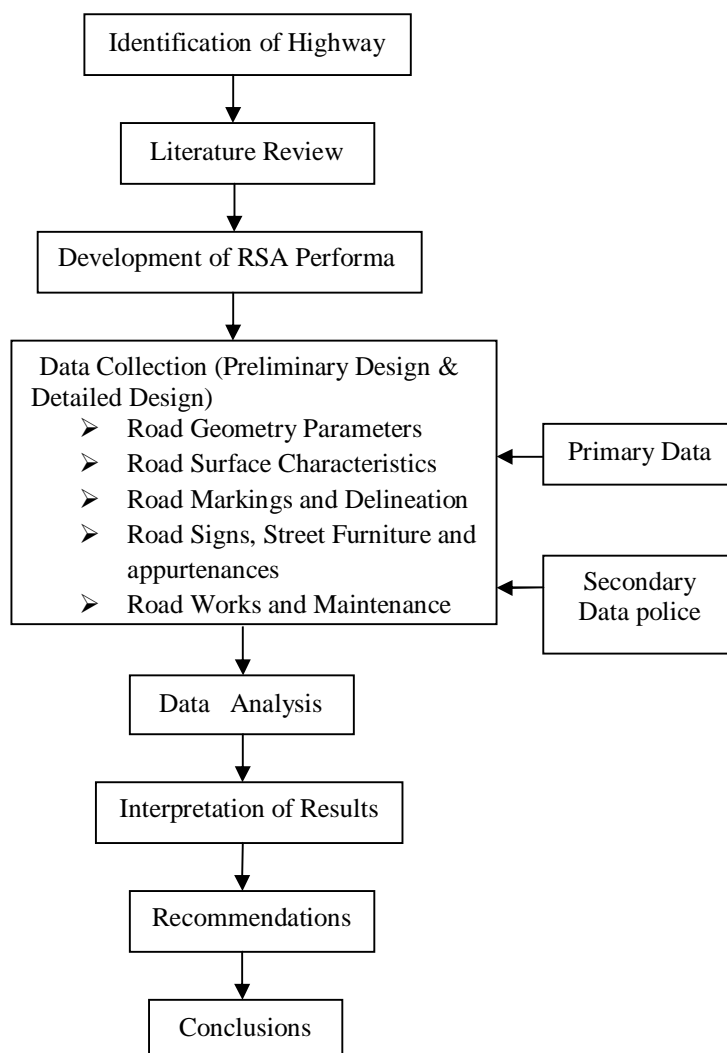 Identification of Highway
Literature Review
Development of RSA Performa
Data Collection (Preliminary Design &
Detailed Design)
➢ Road Geometry Parameters
➢ Road Surface Characteristics
➢ Road Markings and Delineation
➢ Road Signs, Street Furniture and
appurtenances
➢ Road Works and Maintenance
Primary Data
Secondary
Data police
Data Analysis
Interpretation of Results
Recommendations
Conclusions